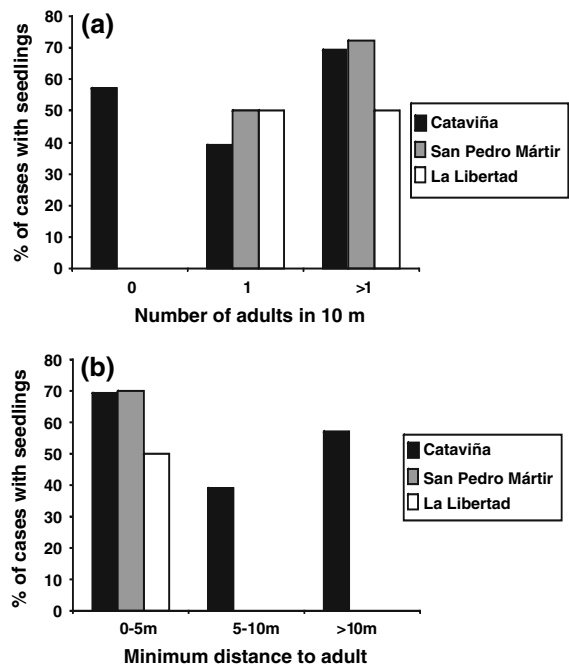 (a)
80
70
60
50
40
30
20
10
0
% of cases with seedlings
0 1 >1
Number of adults in 10 m
Cataviña
San Pedro Mártir
La Libertad
(b)
80
70
60
50
40
30
20
10
0
% of cases with seedlings
0-5m 5-10m >10m
Minimum distance to adult
Cataviña
San Pedro Mártir
La Libertad